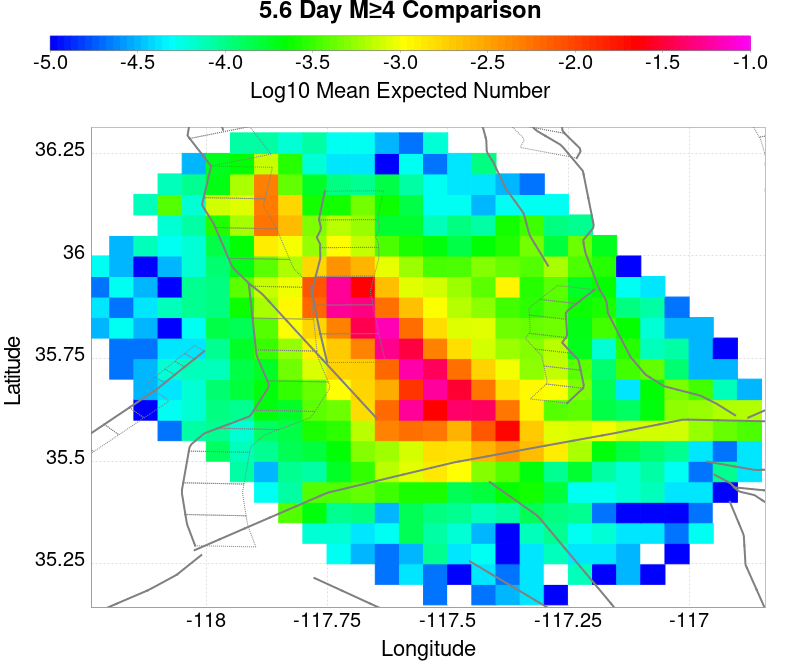 5.6 Day M≥4 Comparison
-5.0 -4.5 -4.0 -3.5 -3.0 -2.5 -2.0 -1.5 -1.0
Log10 Mean Expected Number
36.25
36
35.75
35.5
35.25
Latitude
-118 -117.75 -117.5 -117.25 -117
Longitude